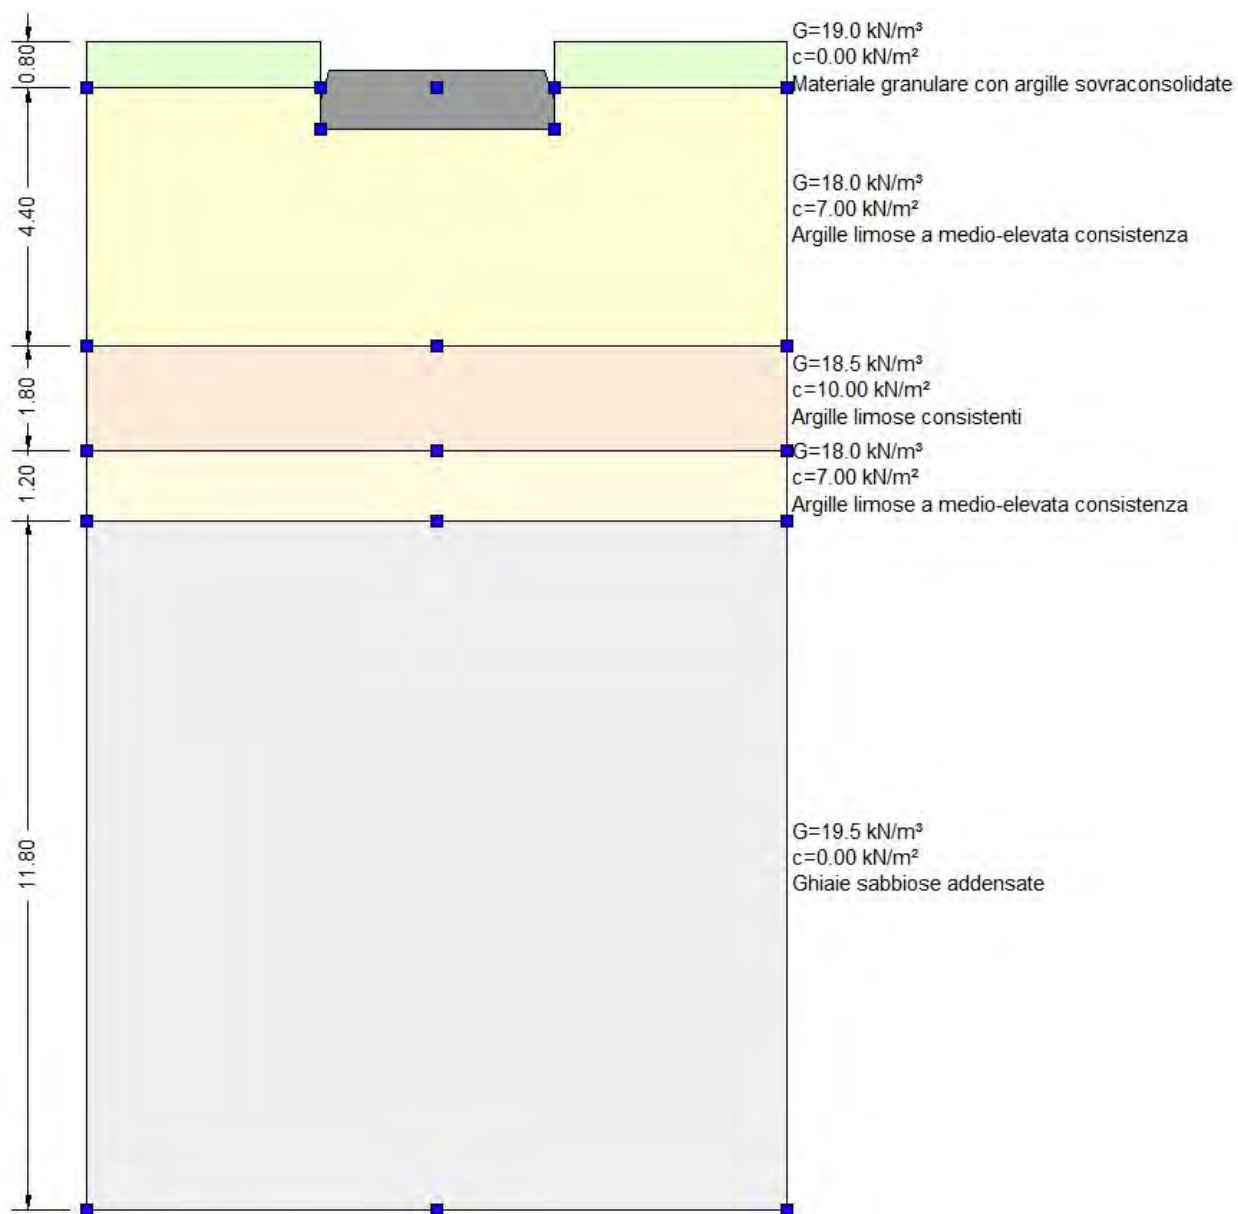 0.80
G=19.0 kN/m³
c=0.00 kN/m²
Materiale granulare con argille sovraconsolidate
4.40
G=18.0 kN/m³
c=7.00 kN/m²
Argille limose a medio-elevata consistenza
1.80
G=18.5 kN/m³
c=10.00 kN/m²
Argille limose consistenti
1.20
G=18.0 kN/m³
c=7.00 kN/m²
Argille limose a medio-elevata consistenza
11.80
G=19.5 kN/m³
c=0.00 kN/m²
Ghiaie sabbiose addensate